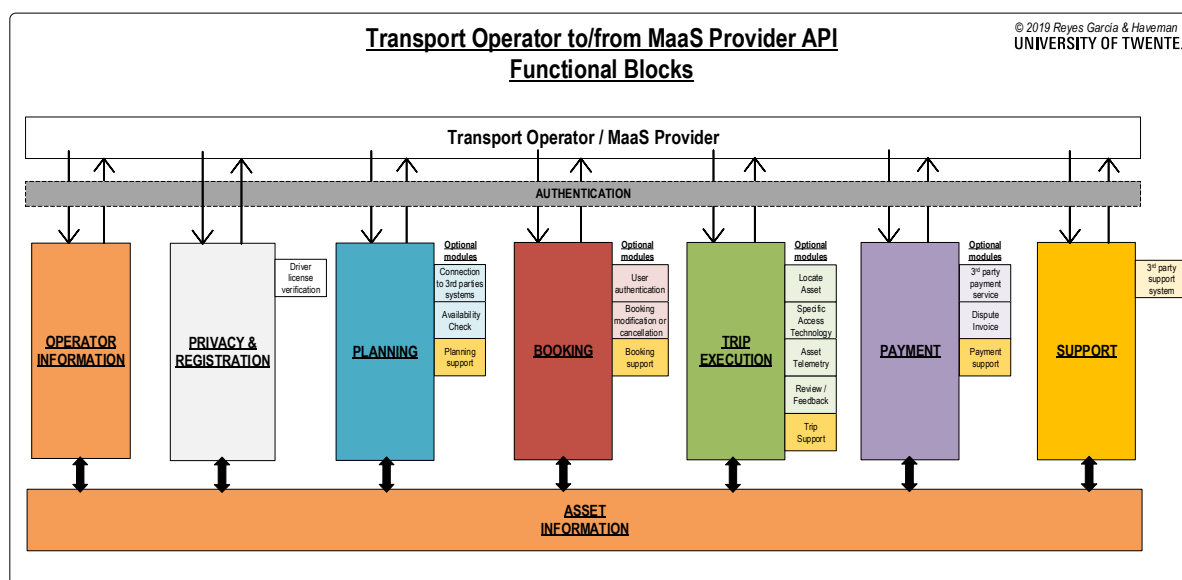 Transport Operator to/from MaaS Provider API
Functional Blocks
© 2019 Reyes García & Haveman
UNIVERSITY OF TWENTE.
Transport Operator / MaaS Provider
AUTHENTICATION
OPERATOR
INFORMATION
PRIVACY &
REGISTRATION
Driver
license
verification
PLANNING
Optional
modules
Connection
to 3rd parties
systems
Availability
Check
Planning
support
BOOKING
Optional
modules
User
authentication
Booking
modification or
cancellation
Booking
support
TRIP
EXECUTION
Optional
modules
Locate
Asset
Specific
Access
Technology
Asset
Telemetry
Review /
Feedback
Trip
Support
PAYMENT
Optional
modules
3rd party
payment
service
Dispute
Invoice
Payment
support
SUPPORT
3rd party
support
system
ASSET
INFORMATION